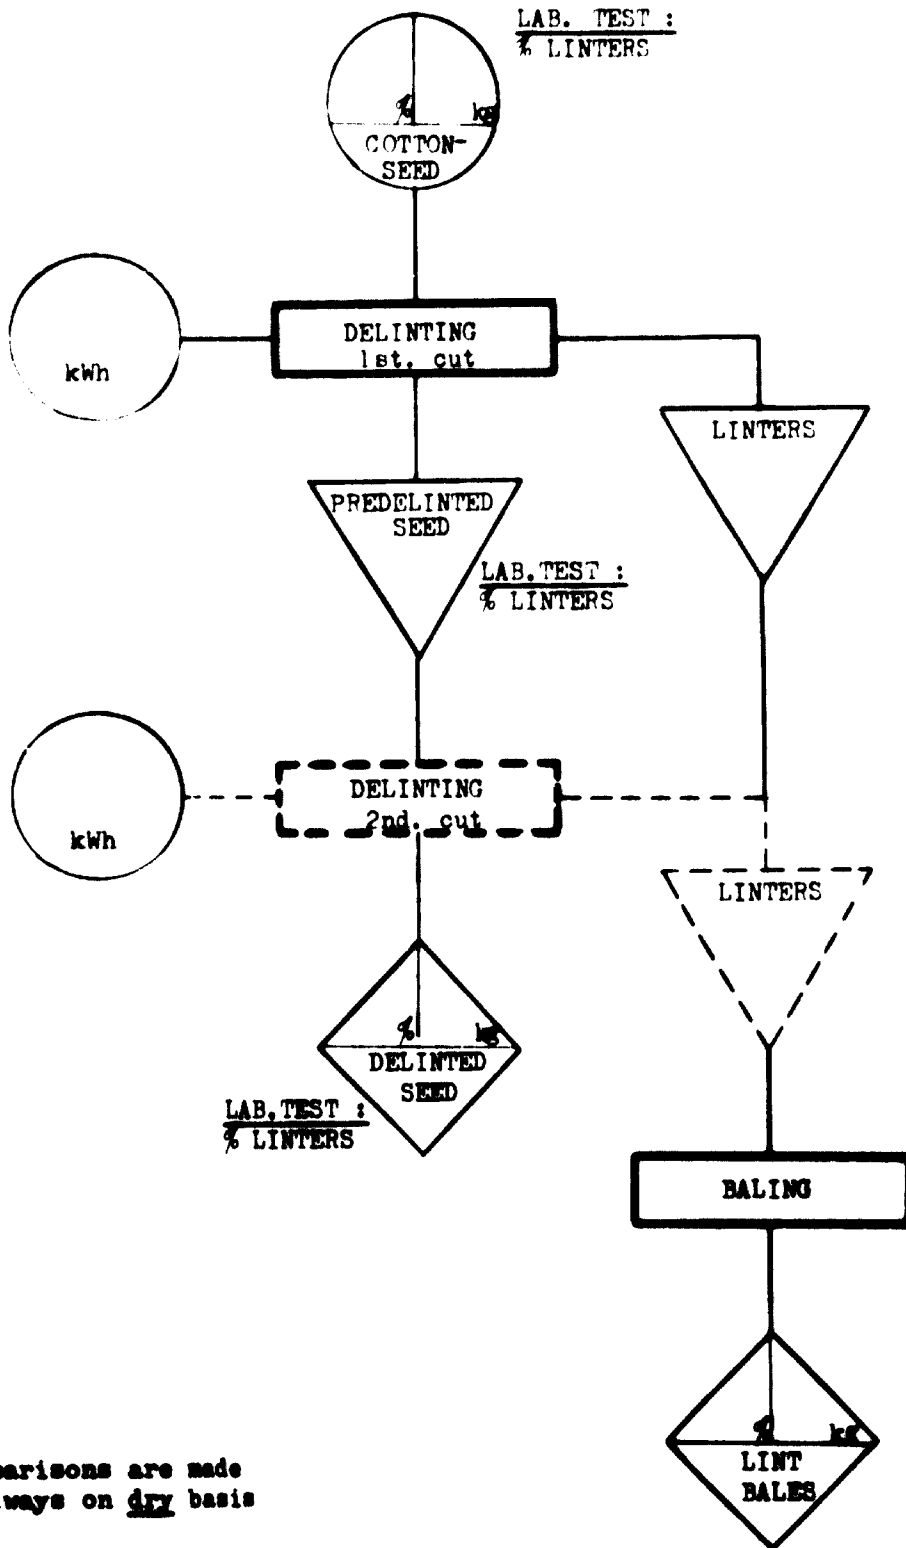 LAB. TEST :
% LINTERS
% kg
COTTON-
SEED
DELINTING
1st. cut
kWh
LINTERS
PREDELINTED
SEED
LAB.TEST :
% LINTERS
DELINTING
2nd. cut
kWh
LINTERS
% kg
DELINTED
SEED
LAB.TEST :
% LINTERS
BALING
% kg
LINT
BALES
parisons are made
ways on dry basis